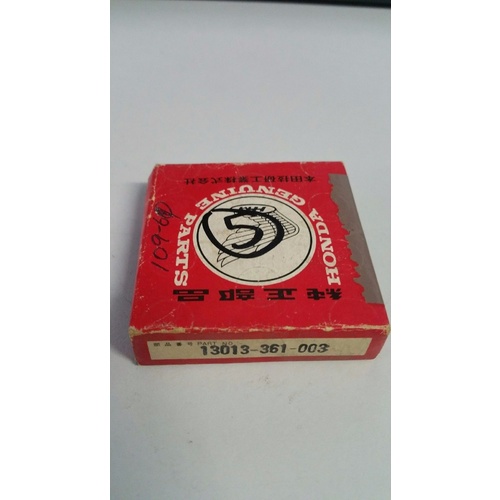 純正部品
HONDA GENUINE PARTS
本田技研工業株式会社
5
109-60
部品番号 PART NO.
13013-361-003